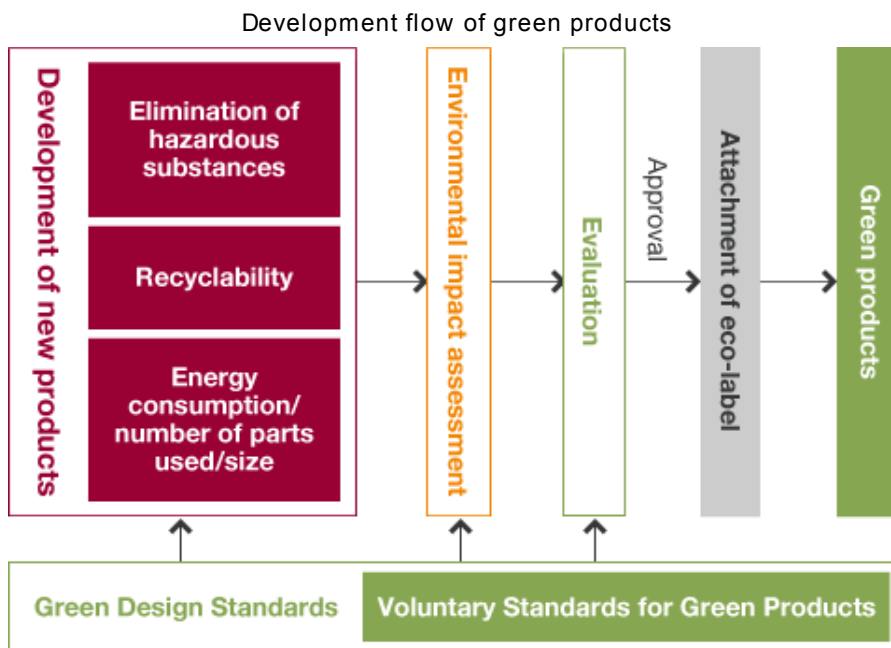 Development flow of green products
Development of new products
Elimination of
hazardous
substances
Recyclability
Energy
consumption/
number of parts
used/size
Environmental impact assessment
Evaluation
Approval
Attachment of eco-label
Green products
Green Design Standards
Voluntary Standards for Green Products